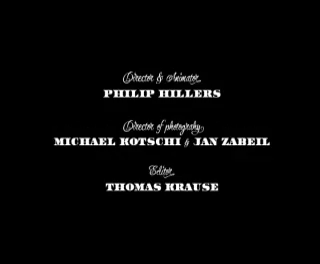 Director & Animator
PHILIP HILLERS
Director of photography
MICHAEL KOTSCHI & JAN ZABEIL
Editor
THOMAS KRAUSE